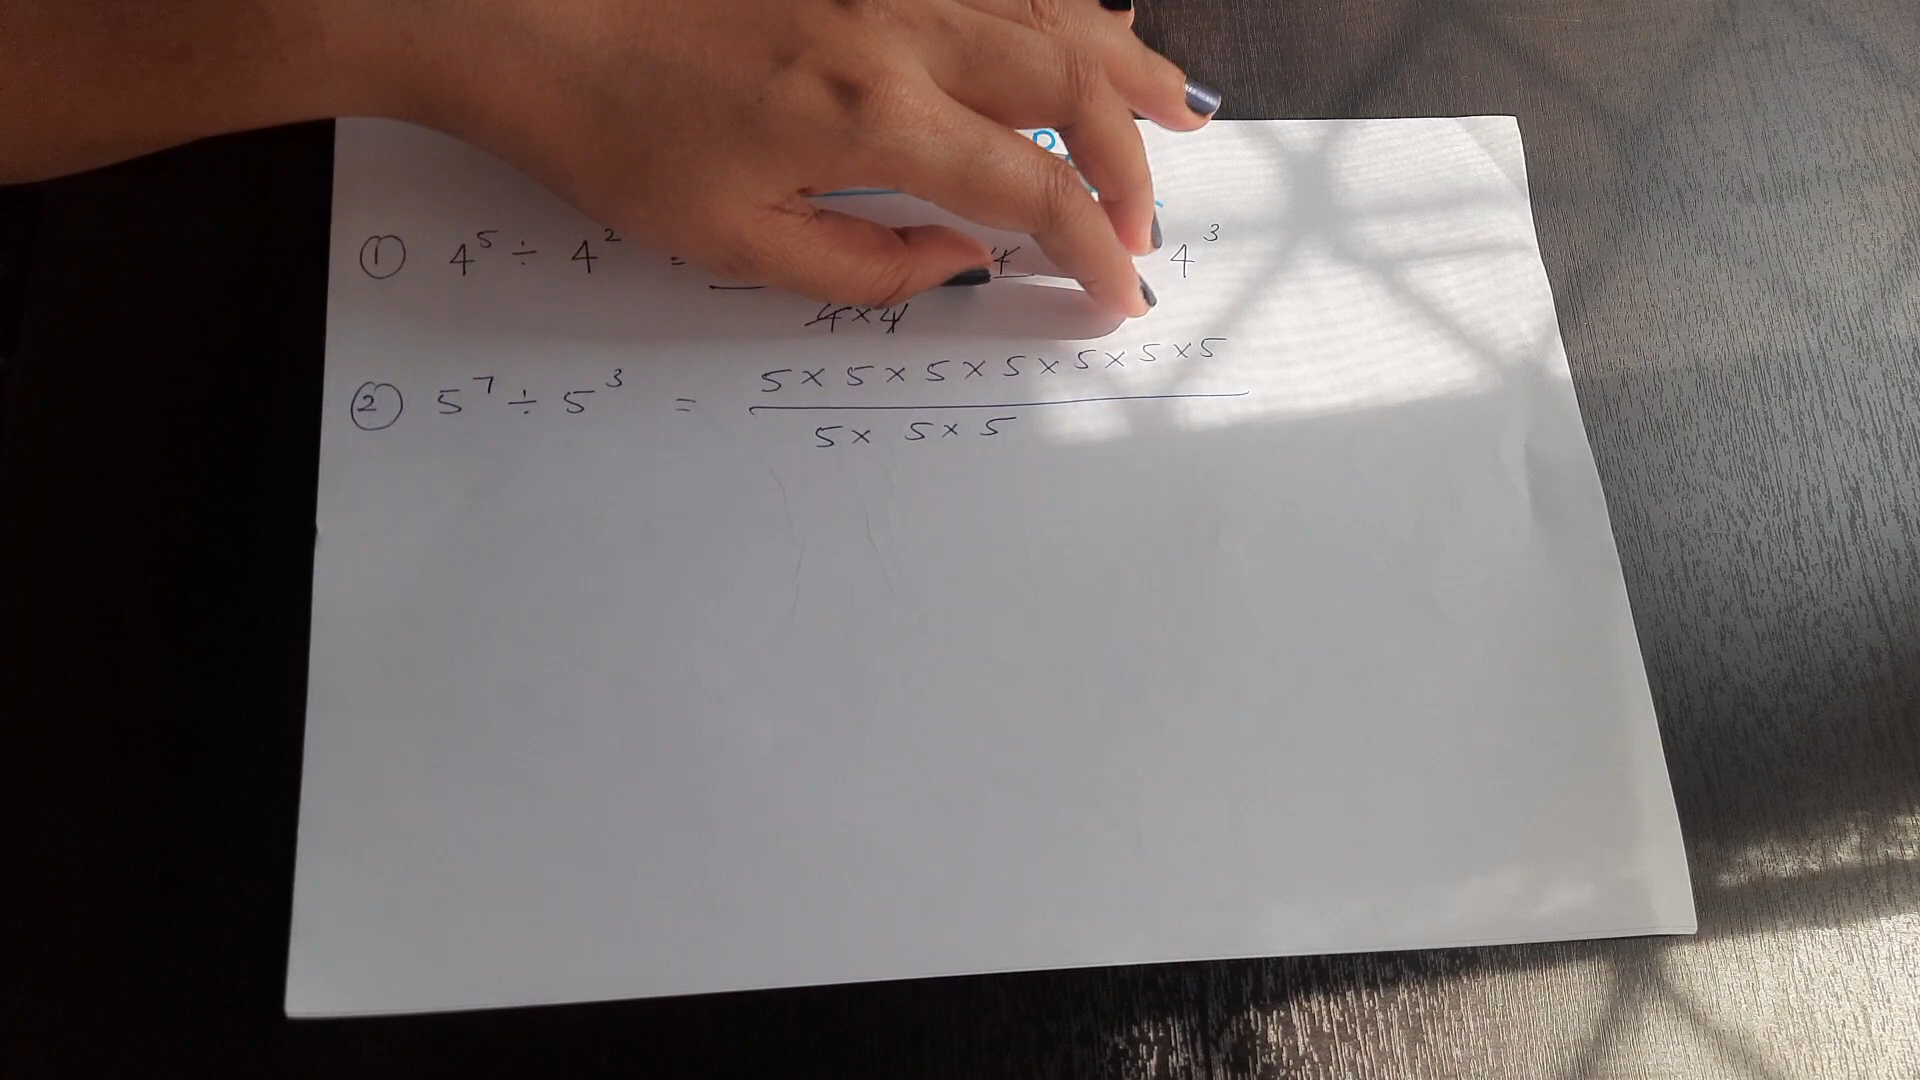 ① 4⁵ ÷ 4² = 4 4³
4 × 4
② 5⁷ ÷ 5³ = 5 × 5 × 5 × 5 × 5 × 5 × 5
5 × 5 × 5